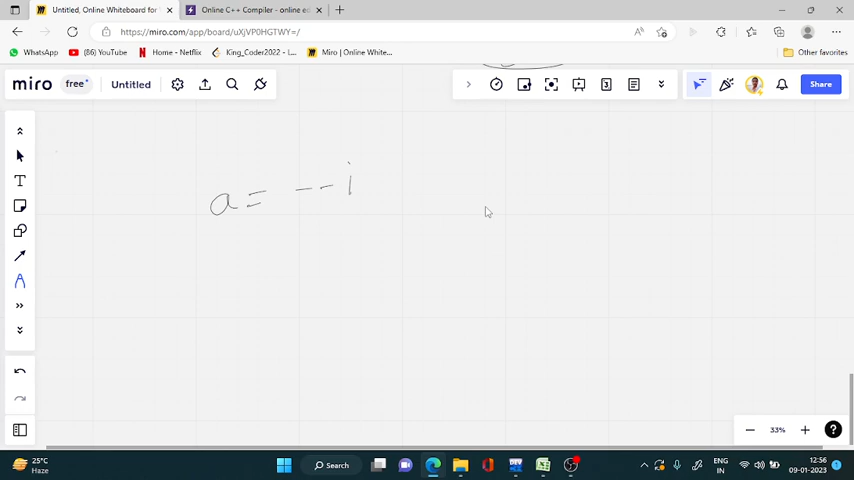 Untitled, Online Whiteboard for
Online C++ Compiler - online ed
https://miro.com/app/board/uXjVP0HGTWY=/
WhatsApp
(86) YouTube
Home - Netflix
King_Coder2022 - L...
Miro | Online White...
Other favorites
miro
free
Untitled
3
Share
a = --i
33%
25°C
Haze
Search
ENG
IN
12:56
09-01-2023